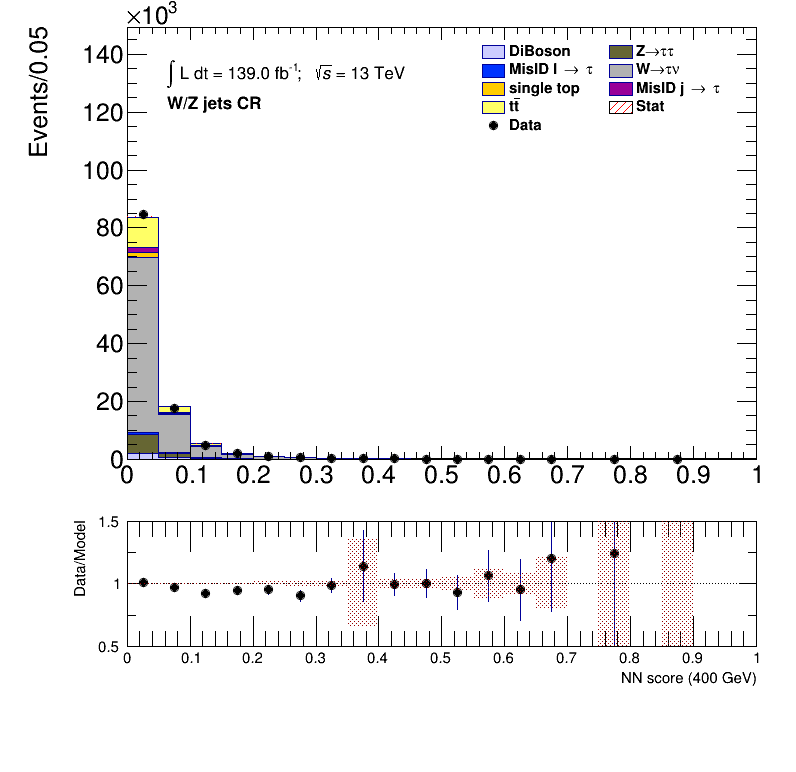 ×10³
Events/0.05
140
120
100
80
60
40
20
0
∫ L dt = 139.0 fb⁻¹; √s = 13 TeV
W/Z jets CR
DiBoson
MisID l → τ
single top
tt̄
Data
Z→ττ
W→τν
MisID j → τ
Stat
0 0.1 0.2 0.3 0.4 0.5 0.6 0.7 0.8 0.9 1
Data/Model
1.5
1
0.5
0 0.1 0.2 0.3 0.4 0.5 0.6 0.7 0.8 0.9 1
NN score (400 GeV)